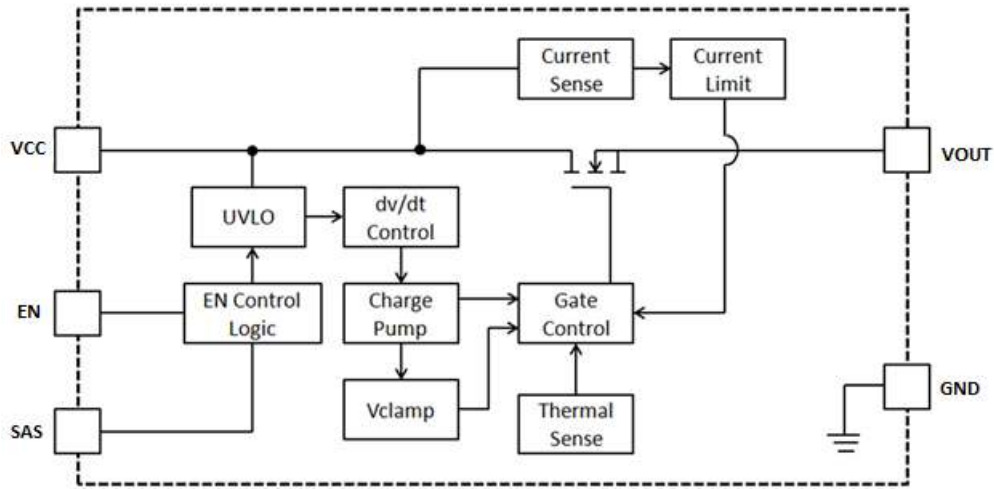 Current
Sense
Current
Limit
VCC
VOUT
UVLO
dv/dt
Control
EN
EN Control
Logic
Charge
Pump
Gate
Control
GND
SAS
Vclamp
Thermal
Sense